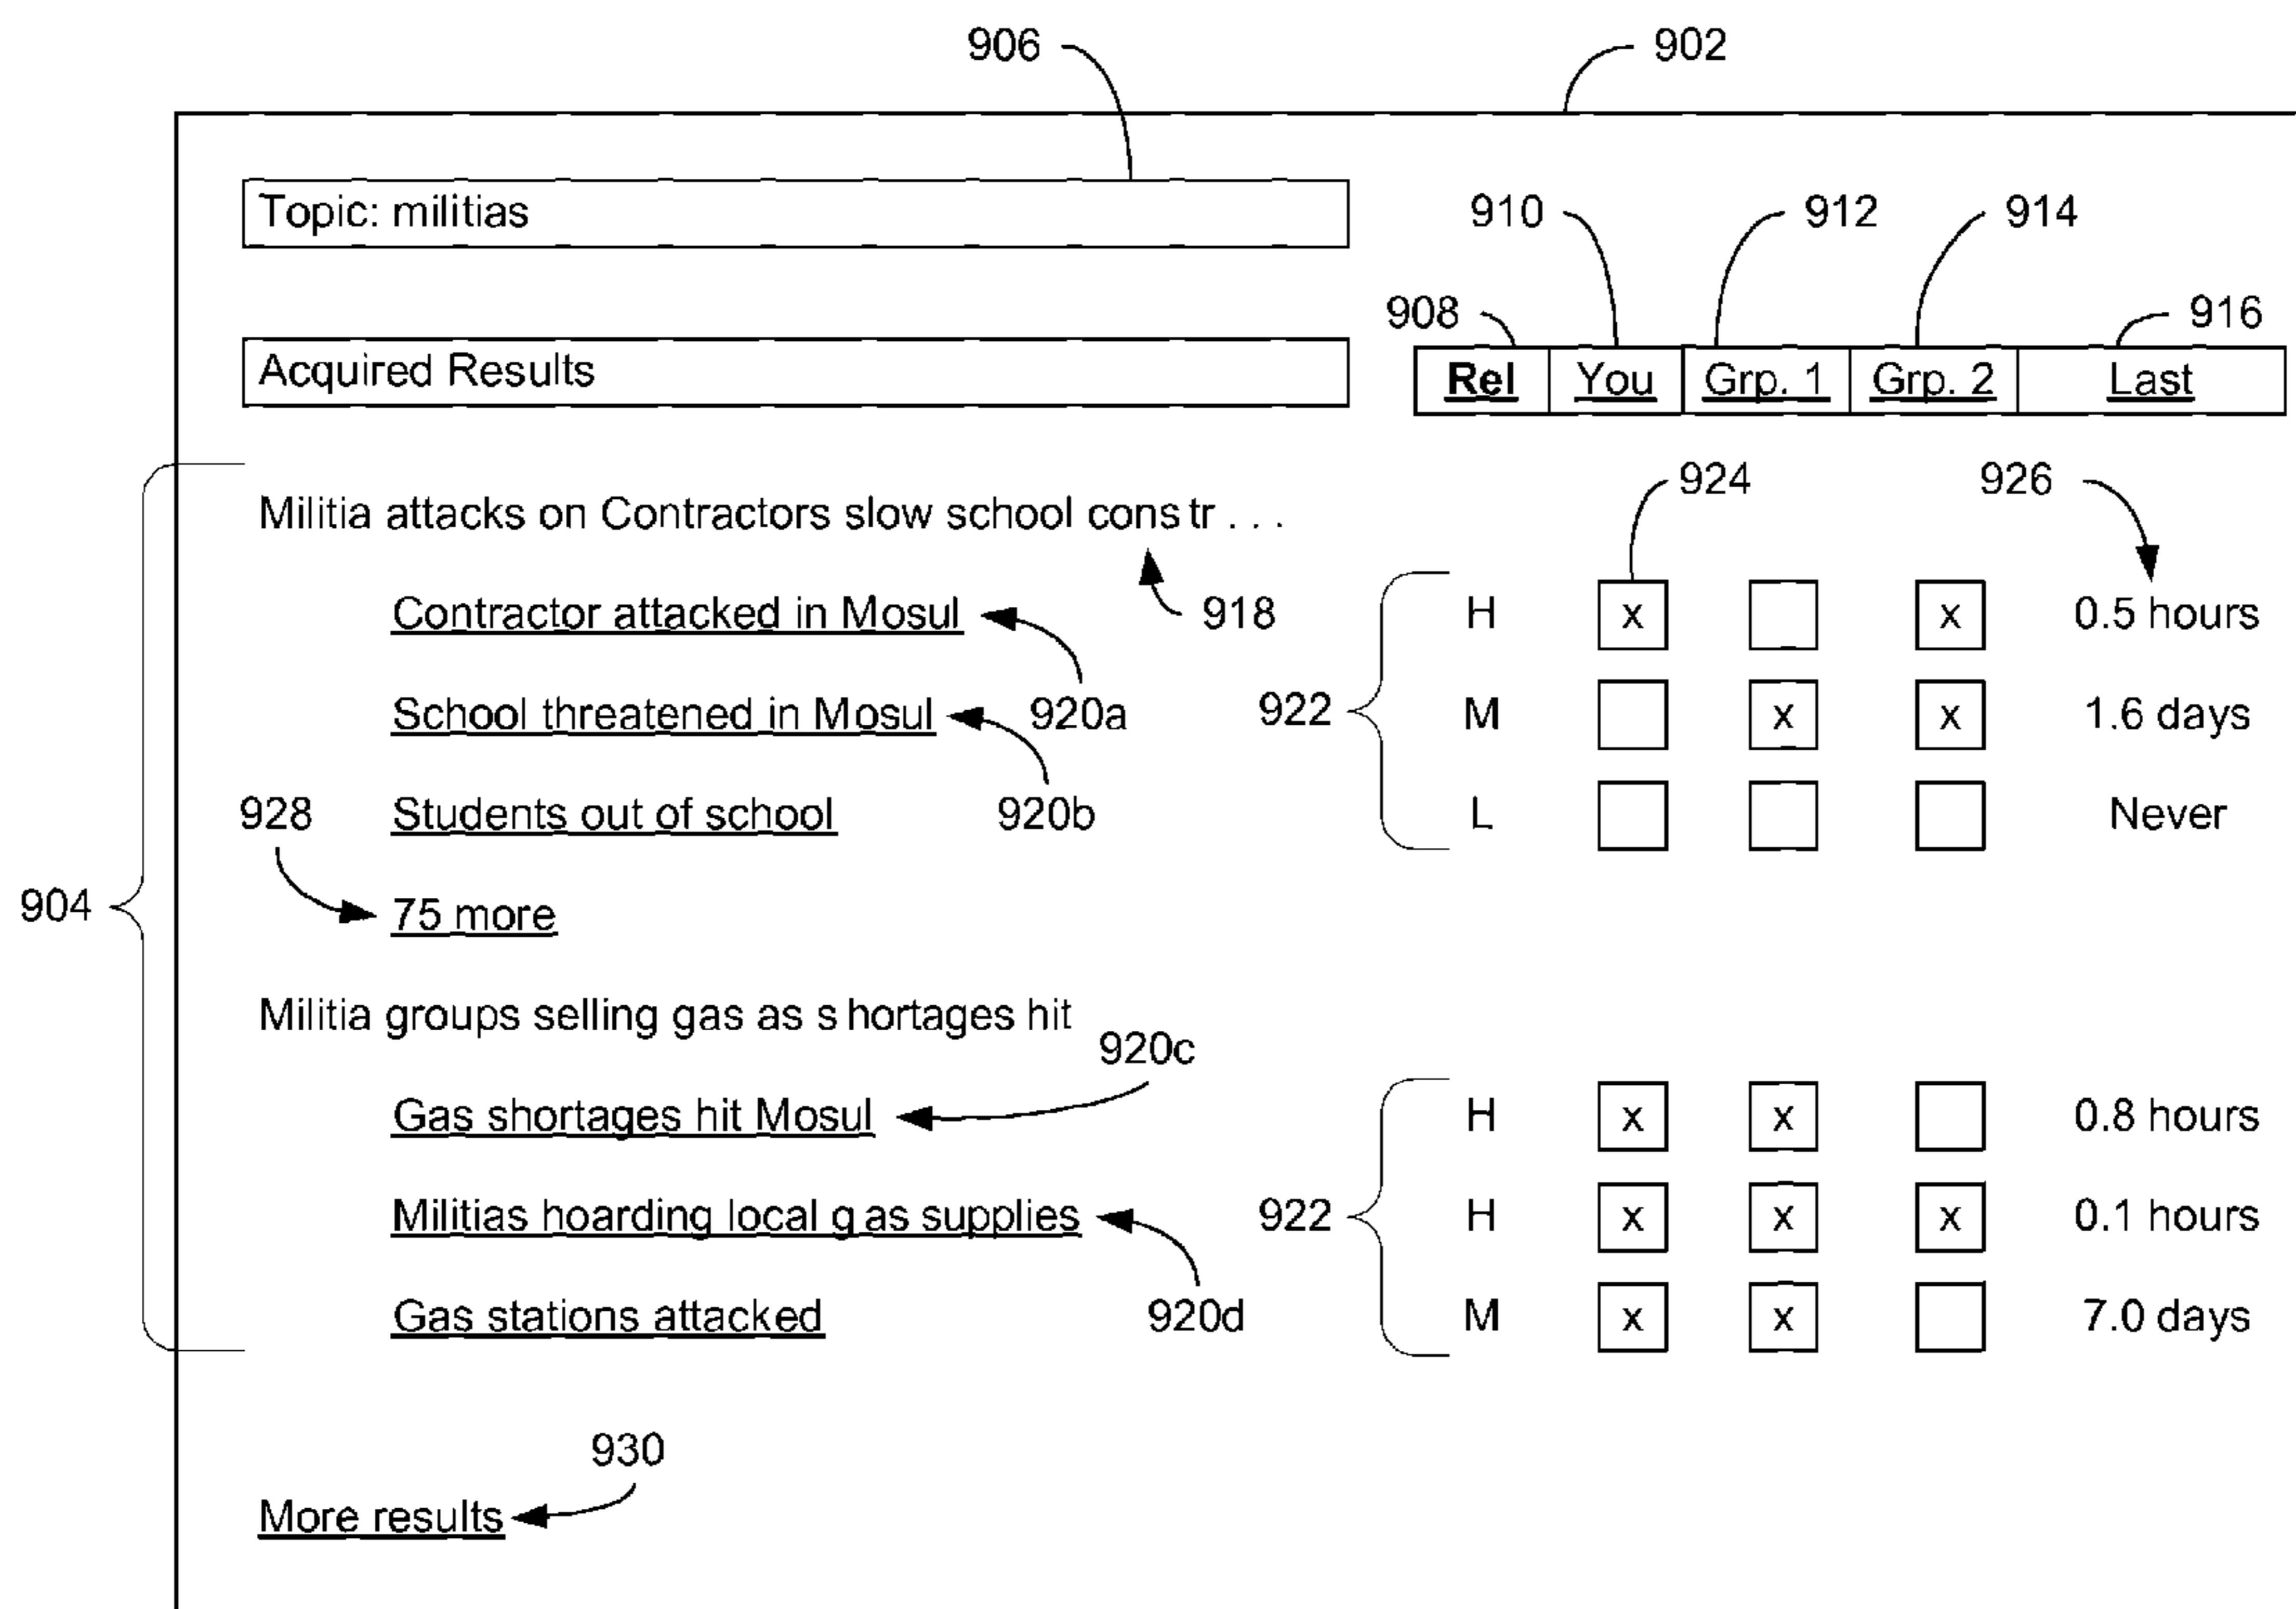 906 902
Topic: militias 910 912 914
908 916
Acquired Results Rel You Grp. 1 Grp. 2 Last
924 926
Militia attacks on Contractors slow school constr . . .
Contractor attacked in Mosul 918 H x x 0.5 hours
School threatened in Mosul 920a 922 M x x 1.6 days
928 Students out of school 920b L Never
904 75 more
Militia groups selling gas as shortages hit
920c
Gas shortages hit Mosul H x x 0.8 hours
Militias hoarding local gas supplies 922 H x x x 0.1 hours
Gas stations attacked 920d M x x 7.0 days
930
More results